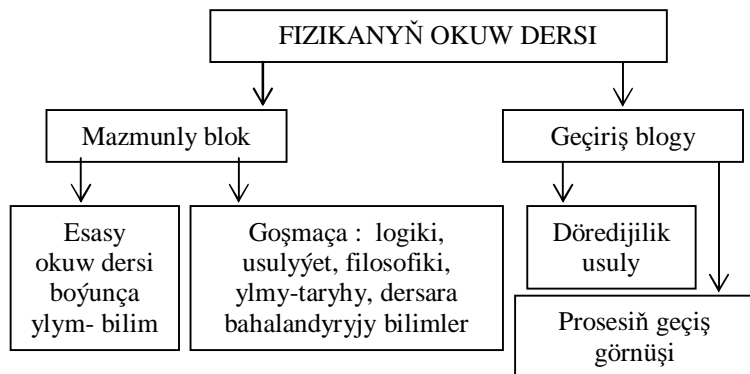 FIZIKANYŇ OKUW DERSI
Mazmunly blok
Geçiriş blogy
Esasy
okuw dersi
boýunça
ylym- bilim
Goşmaça : logiki,
usulyýet, filosofiki,
ylmy-taryhy, dersara
bahalandyryjy bilimler
Döredijilik
usuly
Prosesiň geçiş
görnüşi